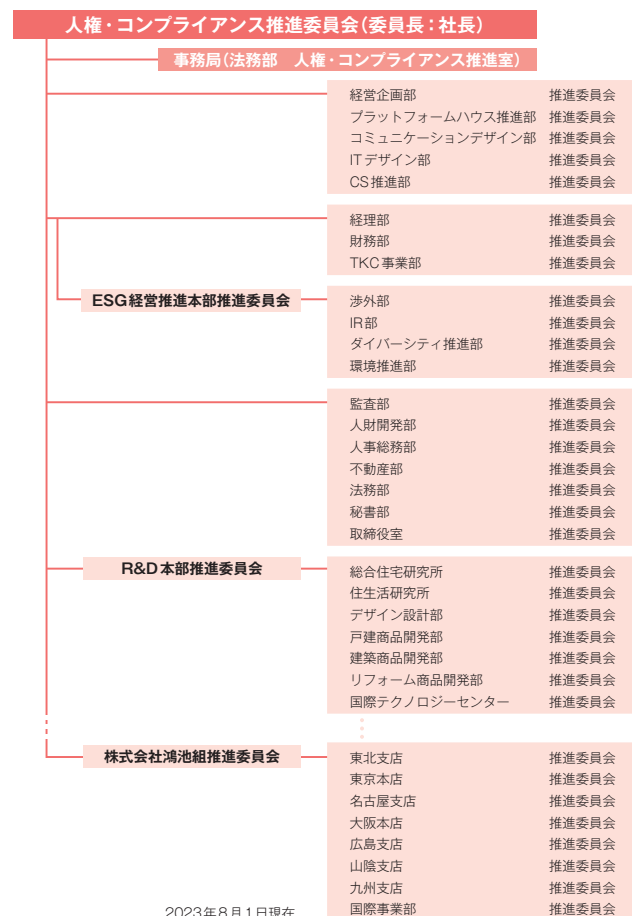 人権・コンプライアンス推進委員会（委員長：社長）
事務局（法務部　人権・コンプライアンス推進室）
経営企画部 推進委員会
プラットフォームハウス推進部 推進委員会
コミュニケーションデザイン部 推進委員会
ITデザイン部 推進委員会
CS推進部 推進委員会
経理部 推進委員会
財務部 推進委員会
TKC事業部 推進委員会
ESG経営推進本部推進委員会 渉外部 推進委員会
IR部 推進委員会
ダイバーシティ推進部 推進委員会
環境推進部 推進委員会
監査部 推進委員会
人財開発部 推進委員会
人事総務部 推進委員会
不動産部 推進委員会
法務部 推進委員会
秘書部 推進委員会
取締役室 推進委員会
R&D本部推進委員会 総合住宅研究所 推進委員会
住生活研究所 推進委員会
デザイン設計部 推進委員会
戸建商品開発部 推進委員会
建築商品開発部 推進委員会
リフォーム商品開発部 推進委員会
国際テクノロジーセンター 推進委員会
株式会社鴻池組推進委員会 東北支店 推進委員会
東京本店 推進委員会
名古屋支店 推進委員会
大阪本店 推進委員会
広島支店 推進委員会
山陰支店 推進委員会
九州支店 推進委員会
国際事業部 推進委員会
2023年8月1日現在